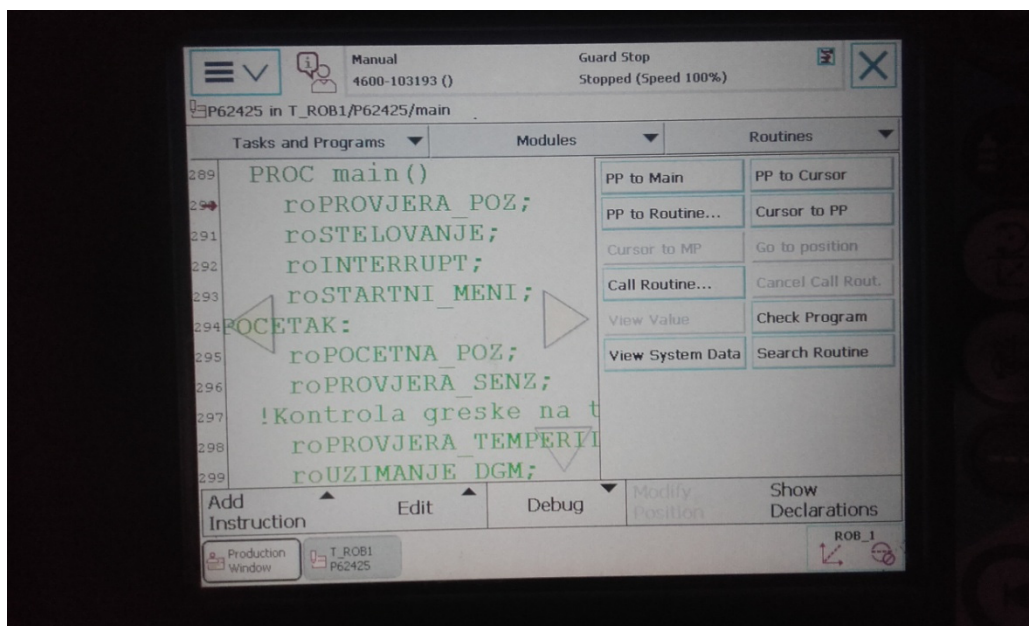 Manual
4600-103193 ()
Guard Stop
Stopped (Speed 100%)
P62425 in T_ROB1/P62425/main
Tasks and Programs
Modules
Routines
289 PROC main()
roPROVJERA_POZ;
291 roSTELOVANJE;
292 roINTERRUPT;
293 roSTARTNI_MENI;
294 POCETAK:
295 roPOCETNA_POZ;
296 roPROVJERA_SENZ;
297 !Kontrola greske na t
298 roPROVJERA_TEMPERII
299 roUZIMANJE_DGM;
PP to Main
PP to Cursor
PP to Routine...
Cursor to PP
Cursor to MP
Go to position
Call Routine...
Cancel Call Rout.
View Value
Check Program
View System Data
Search Routine
Add
Instruction
Edit
Debug
Modify
Position
Show
Declarations
Production
Window
T_ROB1
P62425
ROB_1